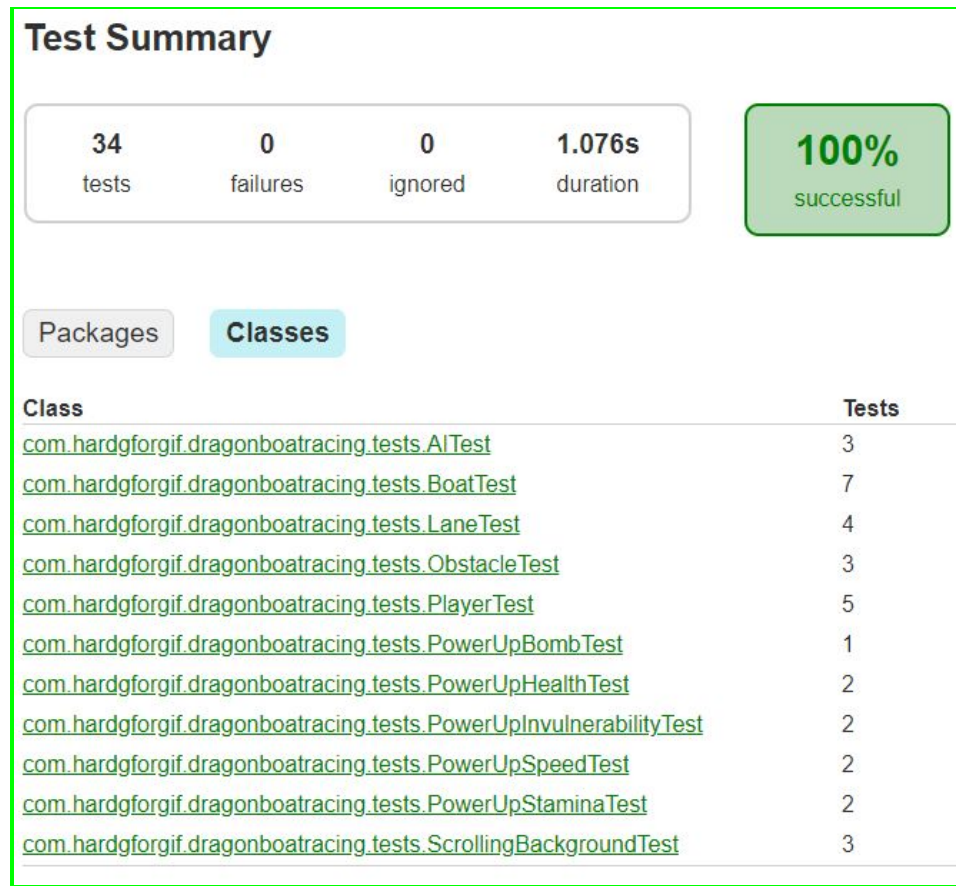 Test Summary
34 0 0 1.076s
tests failures ignored duration
100%
successful
Packages Classes
Class Tests
com.hardgforgif.dragonboatracing.tests.AITest 3
com.hardgforgif.dragonboatracing.tests.BoatTest 7
com.hardgforgif.dragonboatracing.tests.LaneTest 4
com.hardgforgif.dragonboatracing.tests.ObstacleTest 3
com.hardgforgif.dragonboatracing.tests.PlayerTest 5
com.hardgforgif.dragonboatracing.tests.PowerUpBombTest 1
com.hardgforgif.dragonboatracing.tests.PowerUpHealthTest 2
com.hardgforgif.dragonboatracing.tests.PowerUpInvulnerabilityTest 2
com.hardgforgif.dragonboatracing.tests.PowerUpSpeedTest 2
com.hardgforgif.dragonboatracing.tests.PowerUpStaminaTest 2
com.hardgforgif.dragonboatracing.tests.ScrollingBackgroundTest 3